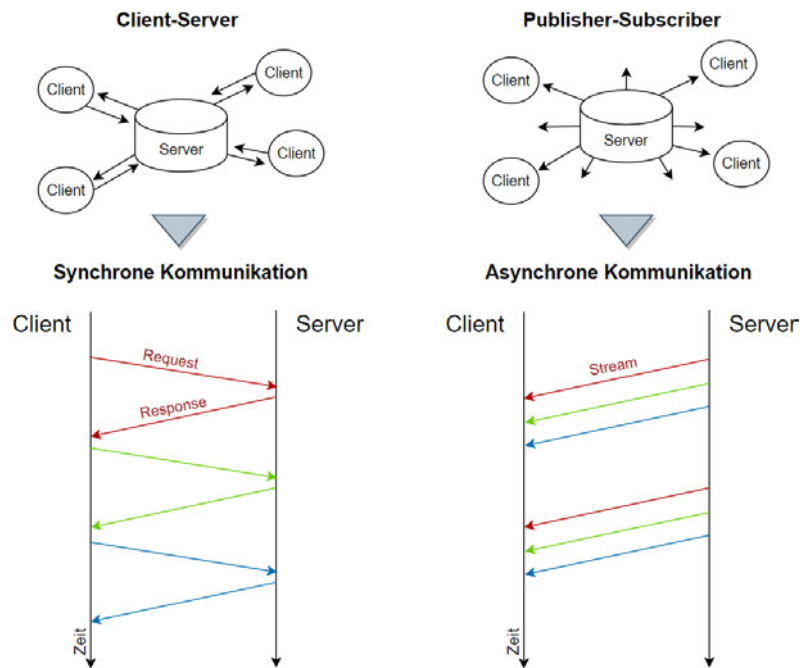 Client-Server
Client
Client
Server
Client
Client
Synchrone Kommunikation
Client
Server
Request
Response
Zeit
Publisher-Subscriber
Client
Client
Server
Client
Client
Asynchrone Kommunikation
Client
Server
Stream
Zeit